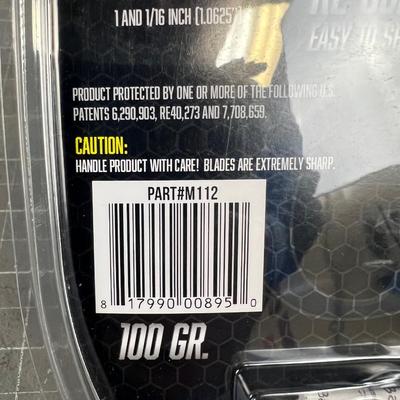 1 AND 1/16 INCH (1.0625")
EASY TO
PRODUCT PROTECTED BY ONE OR MORE OF THE FOLLOWING U.S.
PATENTS 6,290,903, RE40,273 AND 7,708,659.
CAUTION:
HANDLE PRODUCT WITH CARE! BLADES ARE EXTREMELY SHARP.
PART#M112
8 17990 00895 0
100 GR.